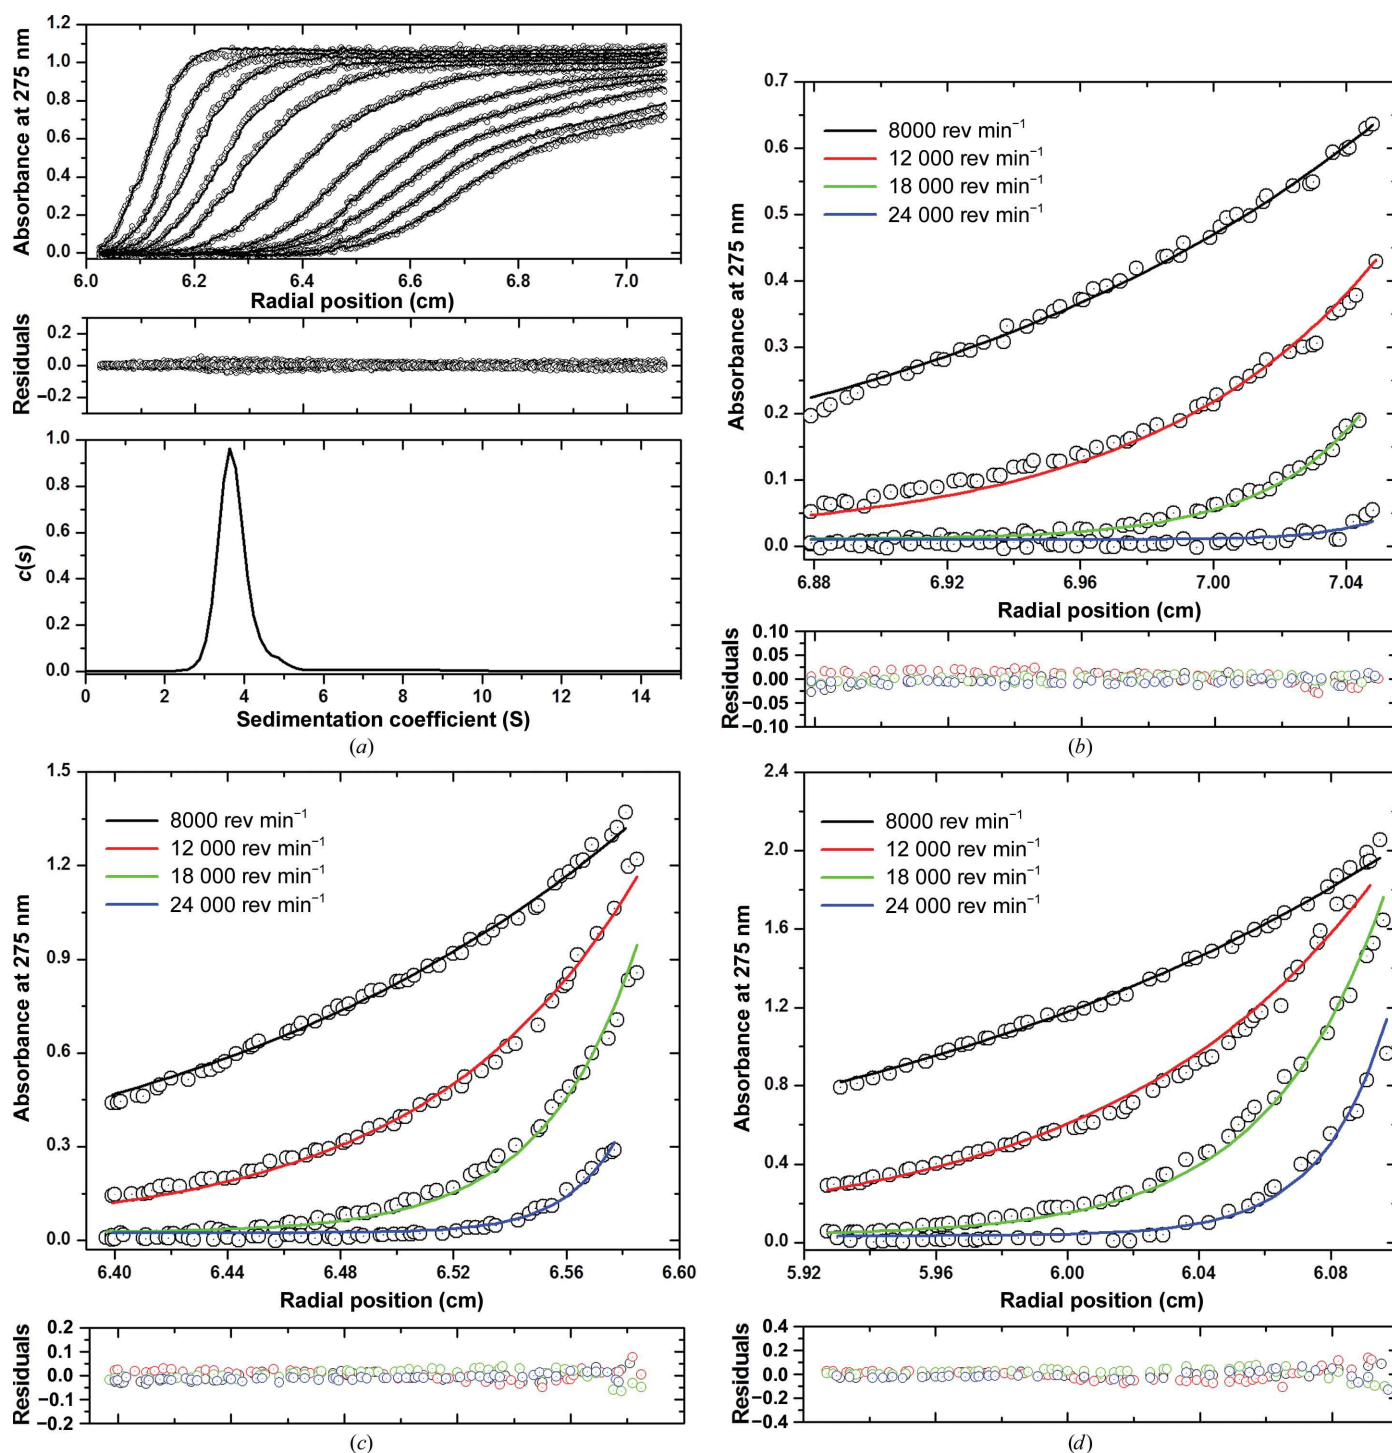 1.2
1.0
0.8
0.6
0.4
0.2
0.0
Absorbance at 275 nm
6.0 6.2 6.4 6.6 6.8 7.0
Radial position (cm)
0.2
0.0
−0.2
Residuals
1.0
0.8
0.6
0.4
0.2
0.0
c(s)
0 2 4 6 8 10 12 14
Sedimentation coefficient (S)
(a)
0.7
0.6
0.5
0.4
0.3
0.2
0.1
0.0
Absorbance at 275 nm
8000 rev min−1
12 000 rev min−1
18 000 rev min−1
24 000 rev min−1
6.88 6.92 6.96 7.00 7.04
Radial position (cm)
0.10
0.05
0.00
−0.05
−0.10
Residuals
(b)
1.5
1.2
0.9
0.6
0.3
0.0
Absorbance at 275 nm
8000 rev min−1
12 000 rev min−1
18 000 rev min−1
24 000 rev min−1
6.40 6.44 6.48 6.52 6.56 6.60
Radial position (cm)
0.2
0.1
0.0
−0.1
−0.2
Residuals
(c)
2.4
2.0
1.6
1.2
0.8
0.4
0.0
Absorbance at 275 nm
8000 rev min−1
12 000 rev min−1
18 000 rev min−1
24 000 rev min−1
5.92 5.96 6.00 6.04 6.08
Radial position (cm)
0.4
0.2
0.0
−0.2
−0.4
Residuals
(d)